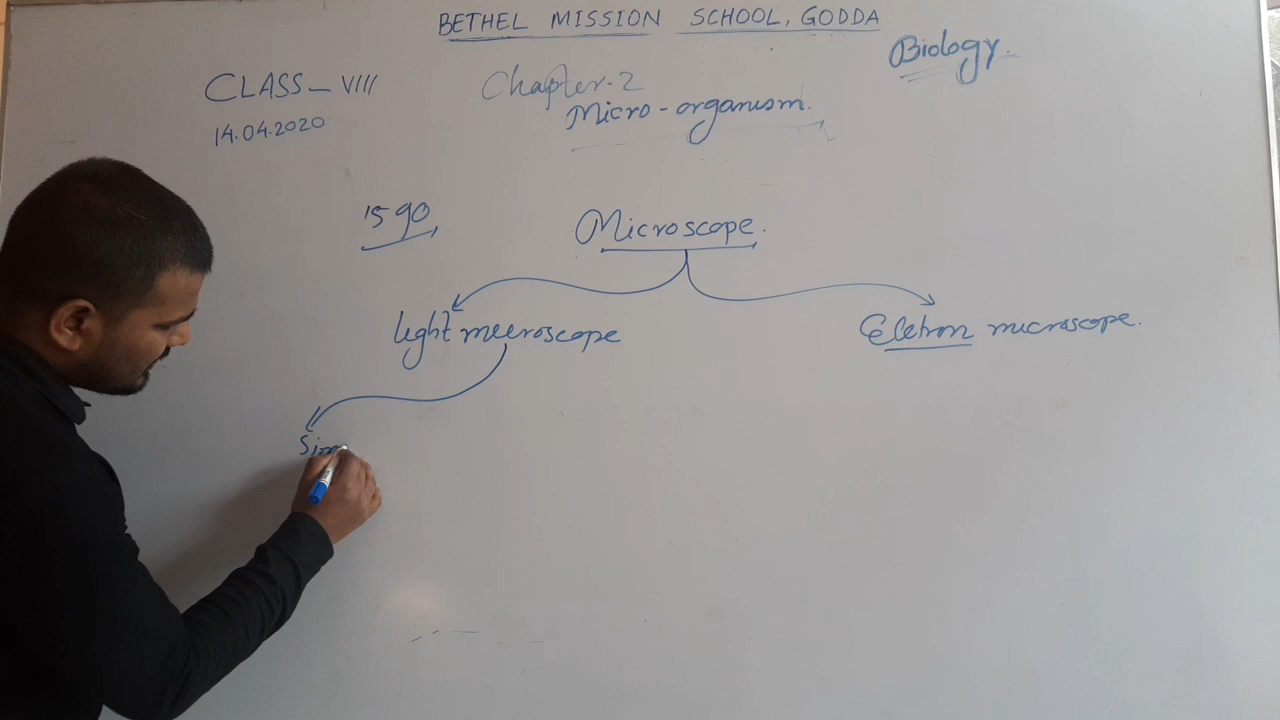 BETHEL MISSION SCHOOL, GODDA
Biology.
CLASS - VIII
Chapter-2
Micro-organism.
14.04.2020
1590
Microscope.
light microscope
Eletron microscope.
Sim